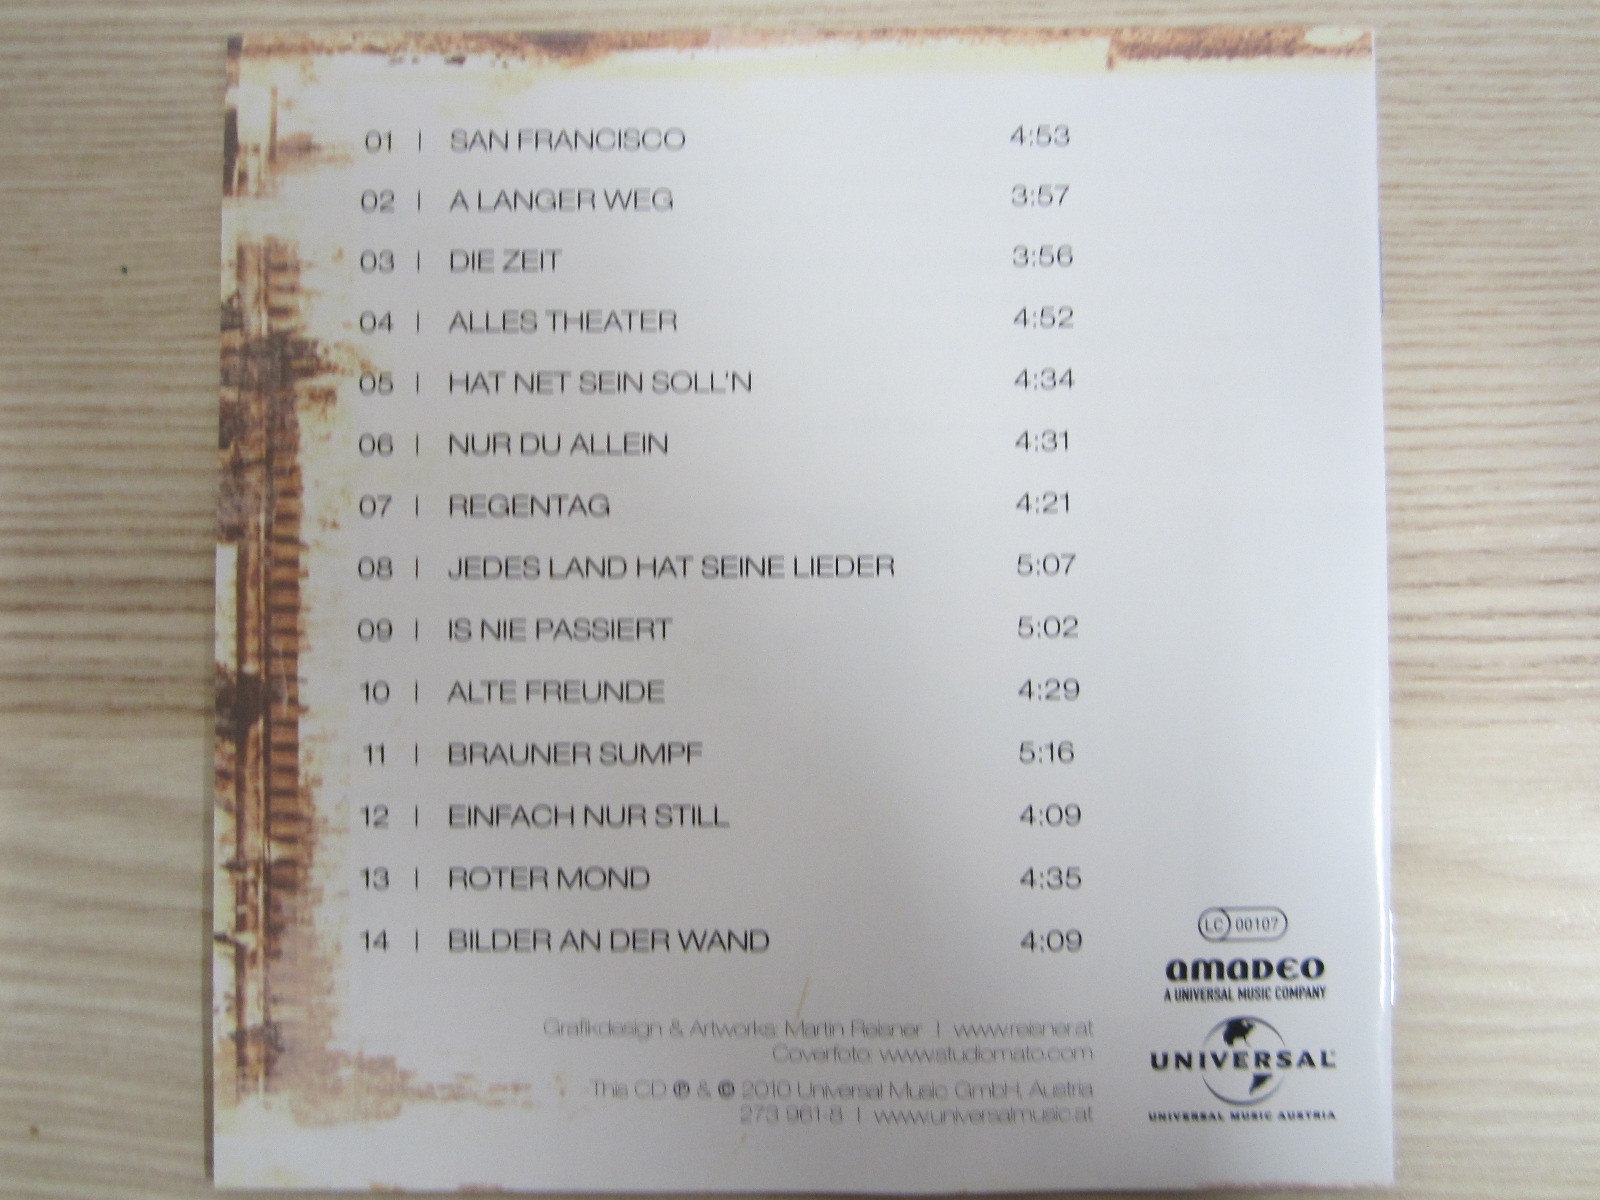 01 | SAN FRANCISCO 4:53
02 | A LANGER WEG 3:57
03 | DIE ZEIT 3:56
04 | ALLES THEATER 4:52
05 | HAT NET SEIN SOLL'N 4:34
06 | NUR DU ALLEIN 4:31
07 | REGENTAG 4:21
08 | JEDES LAND HAT SEINE LIEDER 5:07
09 | IS NIE PASSIERT 5:02
10 | ALTE FREUNDE 4:29
11 | BRAUNER SUMPF 5:16
12 | EINFACH NUR STILL 4:09
13 | ROTER MOND 4:35
14 | BILDER AN DER WAND 4:09
LC 00107
AMADEO
A UNIVERSAL MUSIC COMPANY
Grafikdesign & Artworks: Martin Reisner | www.reisner.at
Coverfoto: www.studiomato.com
This CD ℗ & © 2010 Universal Music GmbH, Austria
273 961-8 | www.universalmusic.at
UNIVERSAL
UNIVERSAL MUSIC AUSTRIA